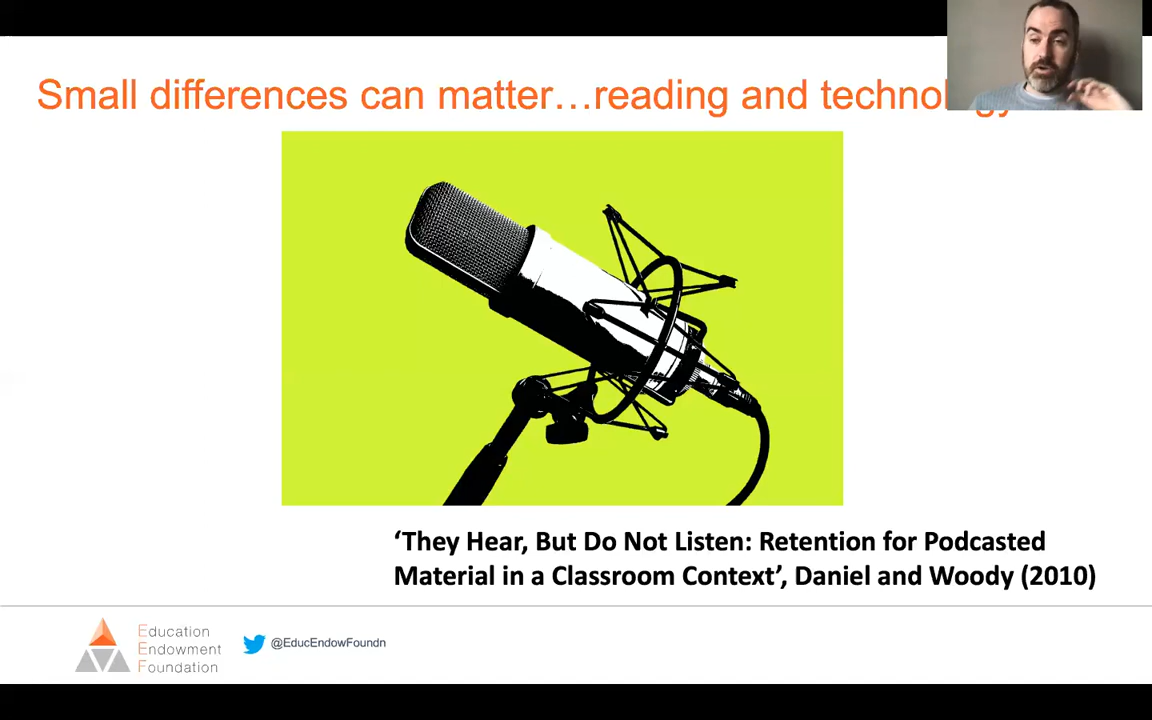 Small differences can matter…reading and technology
‘They Hear, But Do Not Listen: Retention for Podcasted
Material in a Classroom Context’, Daniel and Woody (2010)
Education
Endowment
Foundation
@EducEndowFoundn